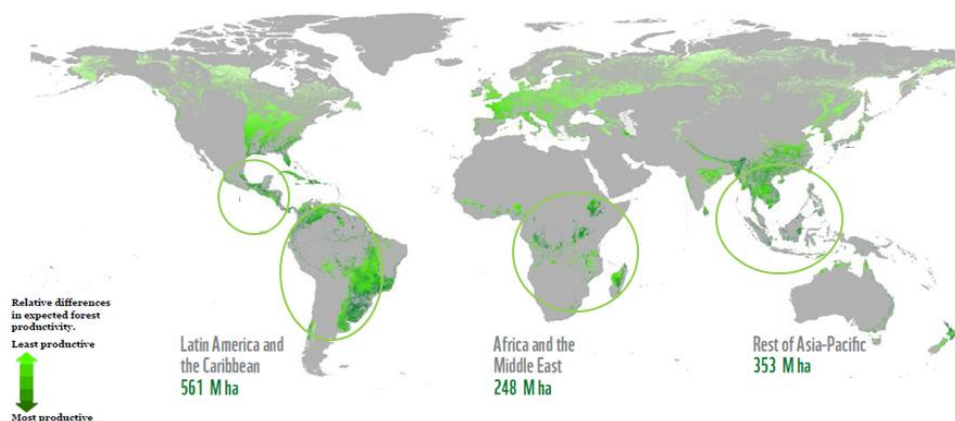 Relative differences
in expected forest
productivity.
Least productive
Most productive
Latin America and
the Caribbean
561 M ha
Africa and the
Middle East
248 M ha
Rest of Asia-Pacific
353 M ha